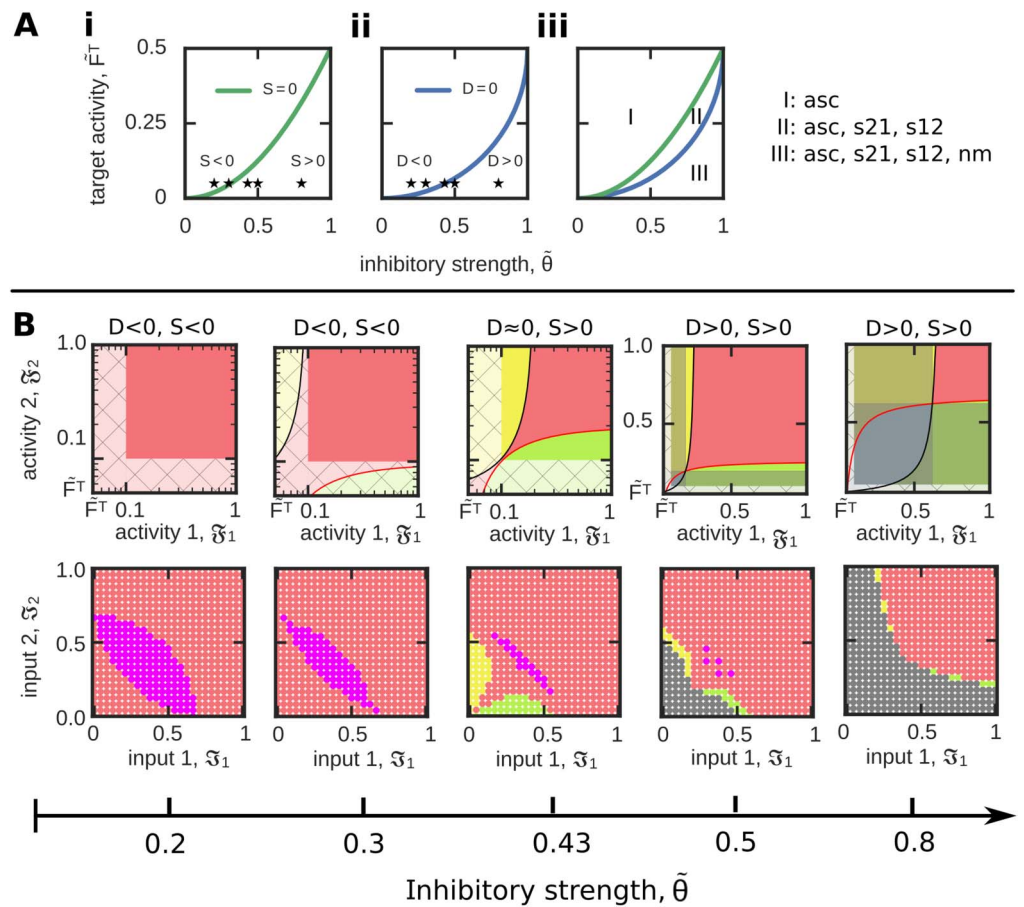 A
i
ii
iii
target activity, F̃ᵀ
0.5
0.25
0
S=0
S<0
S>0
D=0
D<0
D>0
I
II
III
0 0.5 1
0 0.5 1
0 0.5 1
inhibitory strength, θ̃
I: asc
II: asc, s21, s12
III: asc, s21, s12, nm
B
D<0, S<0
D<0, S<0
D≈0, S>0
D>0, S>0
D>0, S>0
activity 2, 𝔉₂
1.0
0.1
F̃ᵀ
1.0
0.5
F̃ᵀ
F̃ᵀ 0.1 1
F̃ᵀ 0.1 1
F̃ᵀ 0.1 1
F̃ᵀ 0.5 1
F̃ᵀ 0.5 1
activity 1, 𝔉₁
activity 1, 𝔉₁
activity 1, 𝔉₁
activity 1, 𝔉₁
activity 1, 𝔉₁
input 2, ℑ₂
1.0
0.5
0.0
0 0.5 1
0 0.5 1
0 0.5 1
0 0.5 1
0 0.5 1
input 1, ℑ₁
input 1, ℑ₁
input 1, ℑ₁
input 1, ℑ₁
input 1, ℑ₁
0.2 0.3 0.43 0.5 0.8
Inhibitory strength, θ̃